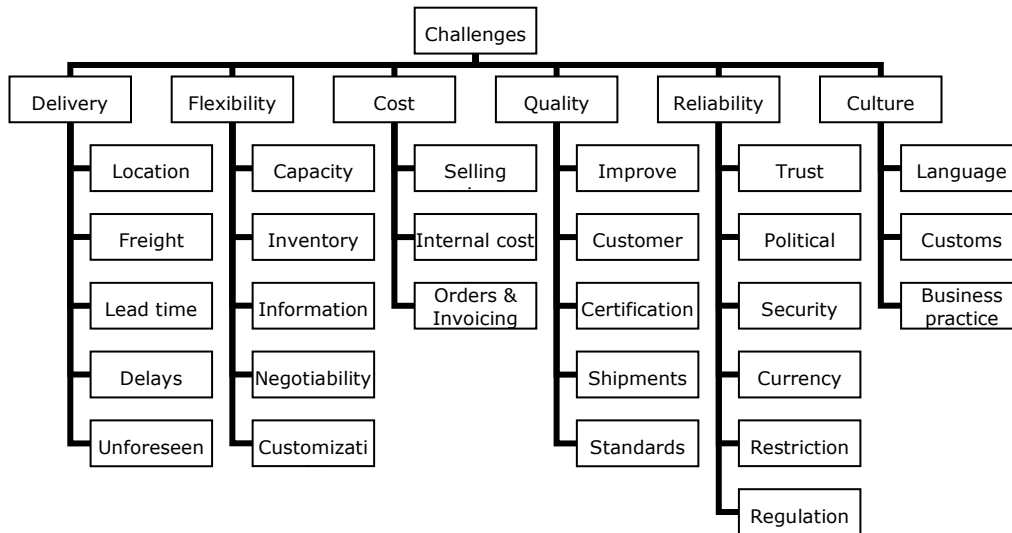 Challenges
Delivery
Flexibility
Cost
Quality
Reliability
Culture
Location
Freight
Lead time
Delays
Unforeseen
Capacity
Inventory
Information
Negotiability
Customizati
Selling
Internal cost
Orders &
Invoicing
Improve
Customer
Certification
Shipments
Standards
Trust
Political
Security
Currency
Restriction
Regulation
Language
Customs
Business
practice